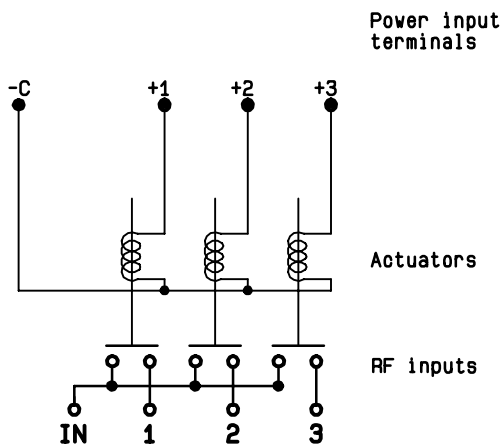 Power input
terminals
-C +1 +2 +3
Actuators
RF inputs
IN 1 2 3